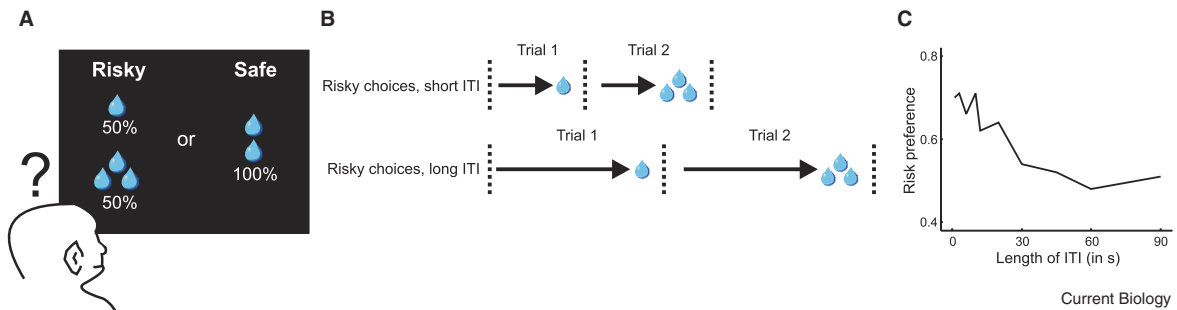 A
Risky
Safe
50%
or
100%
50%
?
B
Trial 1
Trial 2
Risky choices, short ITI
Trial 1
Trial 2
Risky choices, long ITI
C
Risk preference
0.8
0.6
0.4
0
30
60
90
Length of ITI (in s)
Current Biology